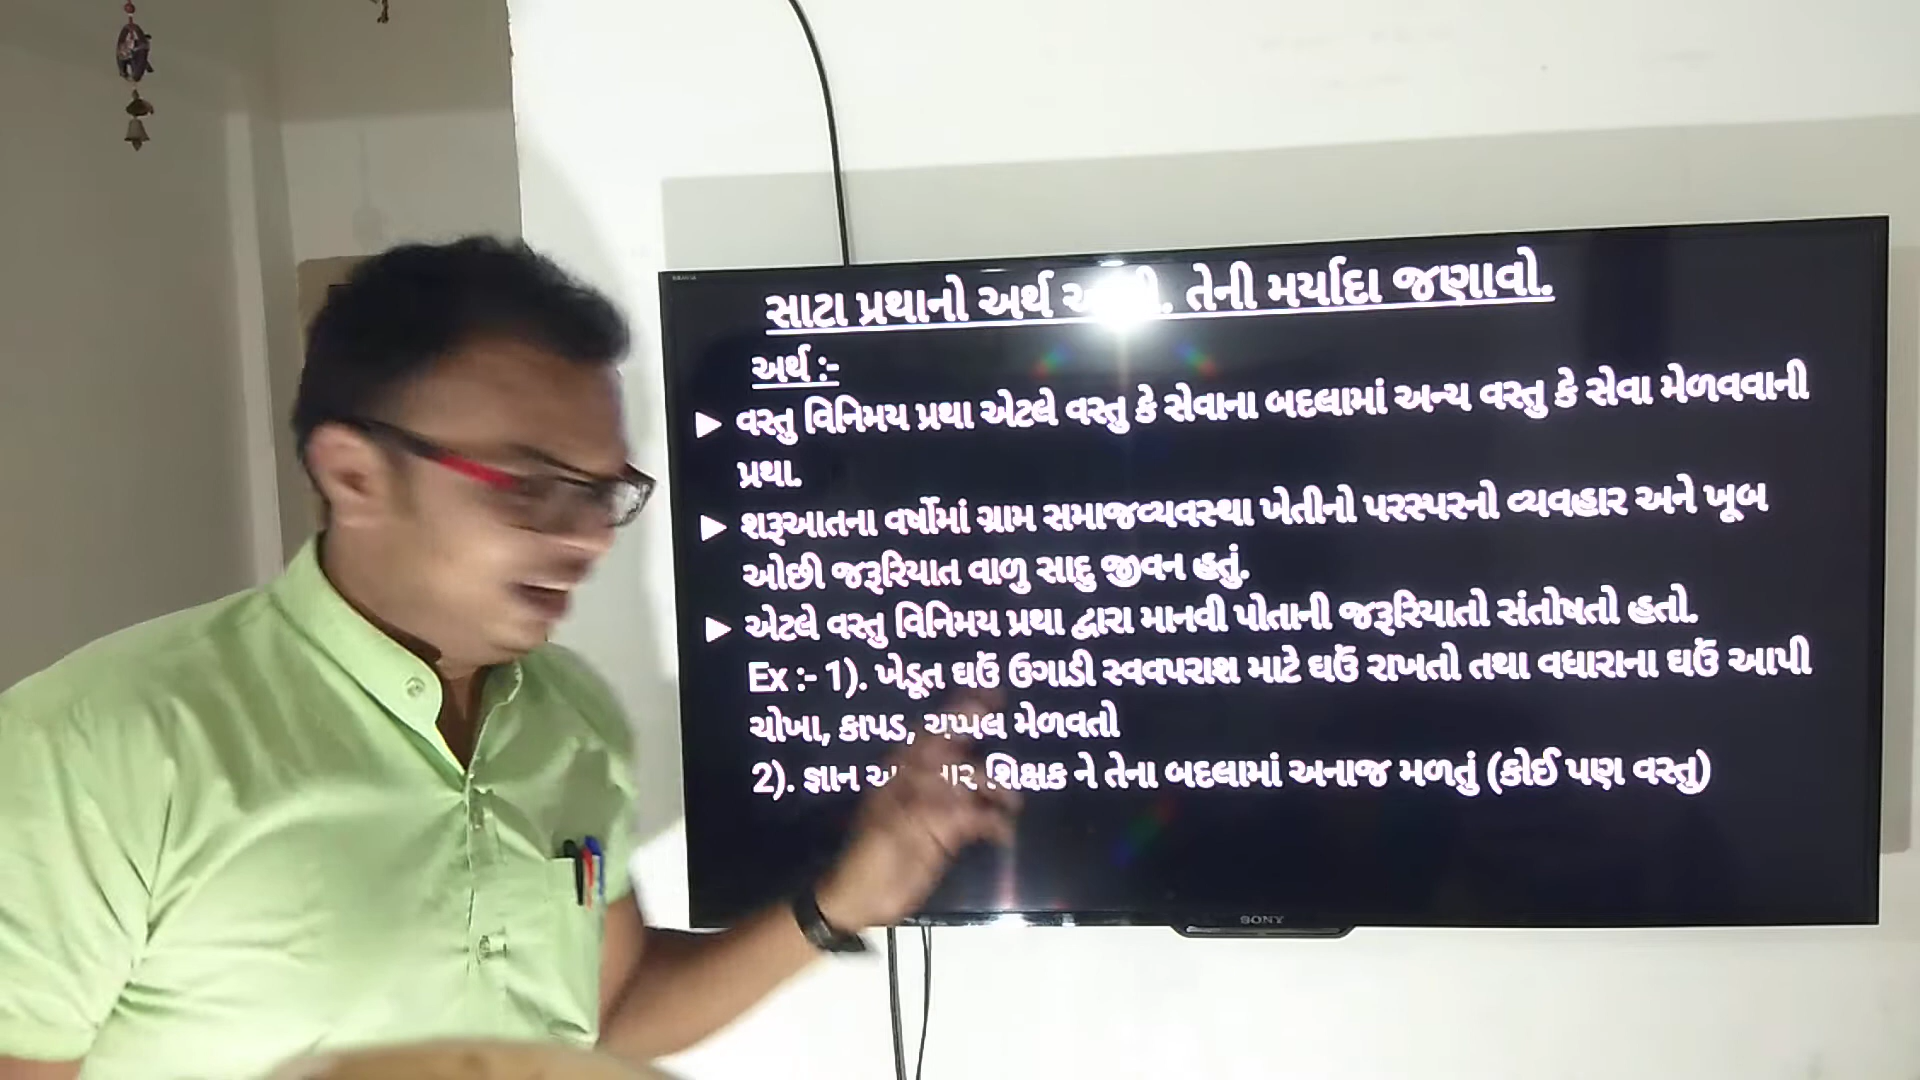 સાટા પ્રથાનો અર્થ તેની મર્યાદા જણાવો.
અર્થ :-
▶ વસ્તુ વિનિમય પ્રથા એટલે વસ્તુ કે સેવાના બદલામાં અન્ય વસ્તુ કે સેવા મેળવવાની
પ્રથા.
▶ શરૂઆતના વર્ષોમાં ગ્રામ સમાજવ્યવસ્થા ખેતીનો પરસ્પરનો વ્યવહાર અને ખૂબ
ઓછી જરૂરિયાત વાળુ સાદુ જીવન હતું.
▶ એટલે વસ્તુ વિનિમય પ્રથા દ્વારા માનવી પોતાની જરૂરિયાતો સંતોષતો હતો.
Ex :- 1). ખેડૂત ઘઉં ઉગાડી સ્વવપરાશ માટે ઘઉં રાખતો તથા વધારાના ઘઉં આપી
ચોખા, કાપડ, ચપ્પલ મેળવતો
2). જ્ઞાન શિક્ષક ને તેના બદલામાં અનાજ મળતું (કોઈ પણ વસ્તુ)
SONY